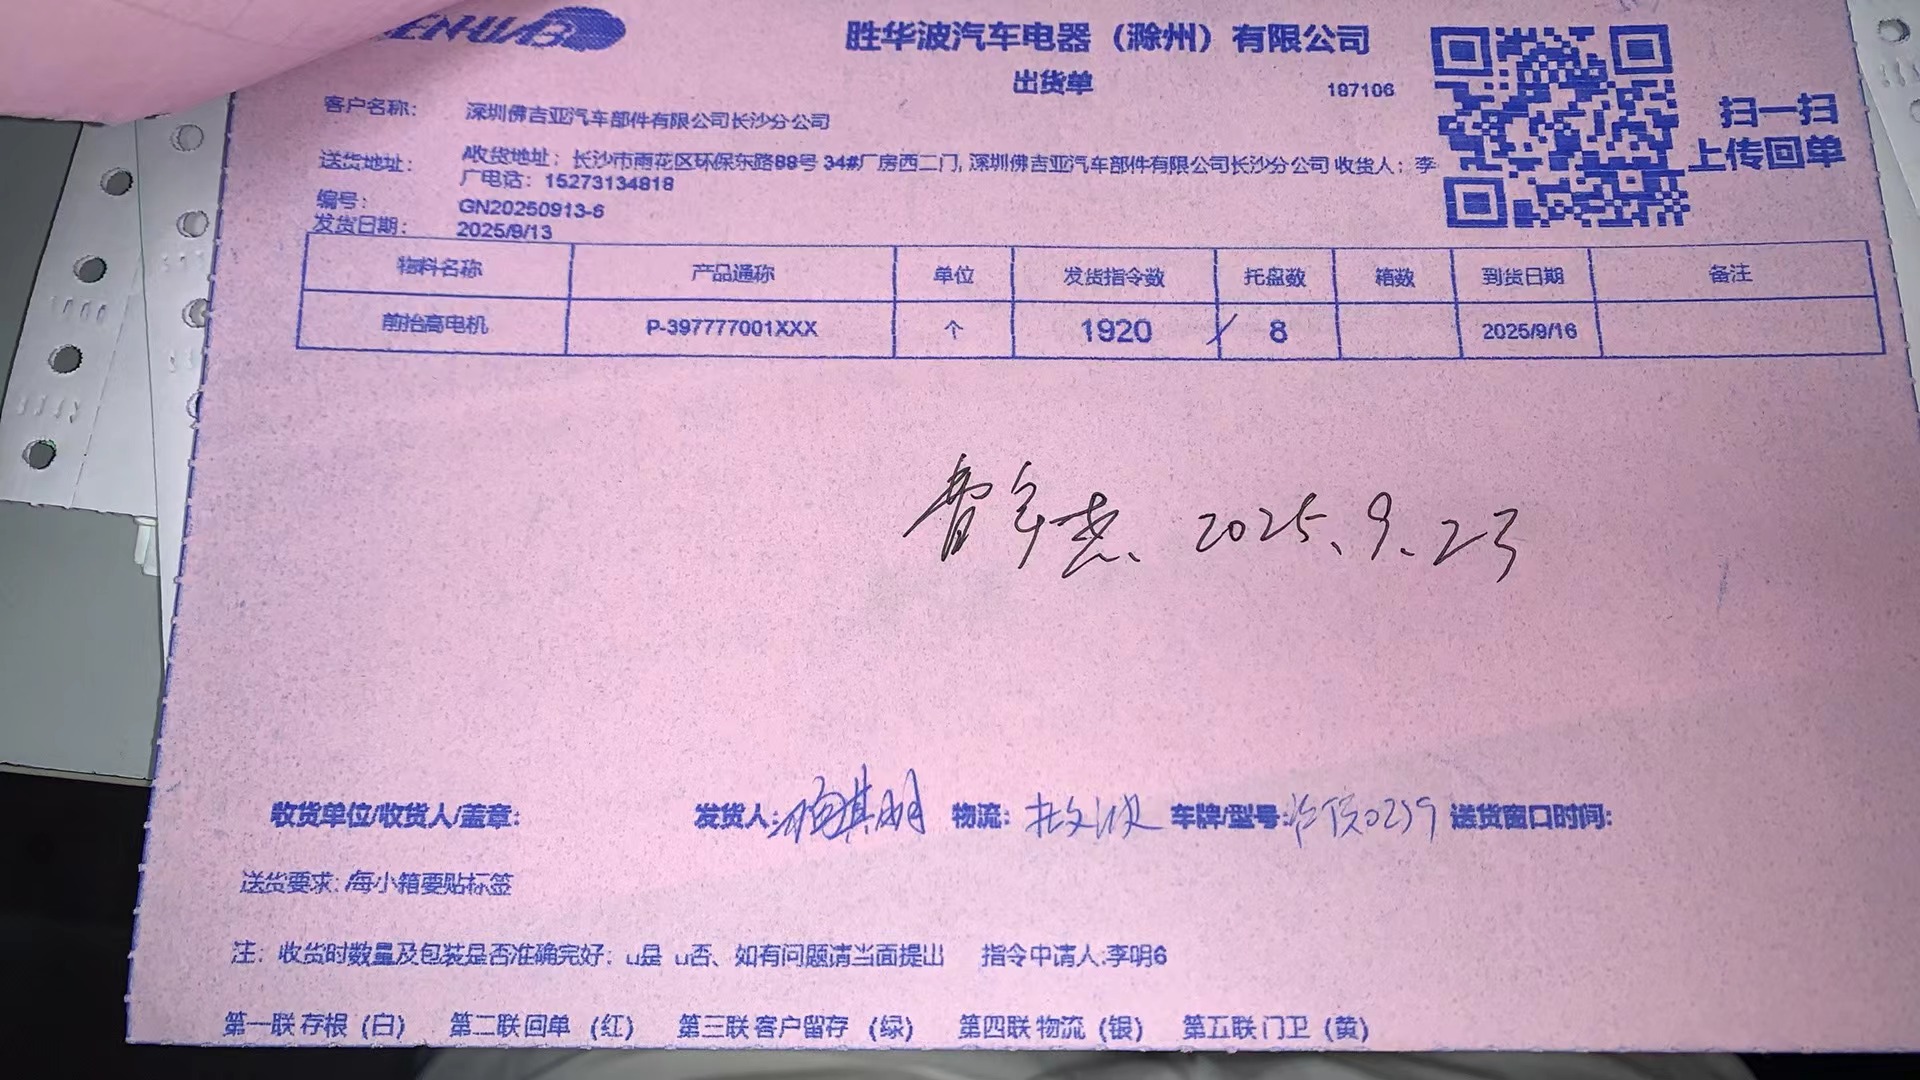 胜华波汽车电器（滁州）有限公司
出货单
187106
扫一扫
上传回单
客户名称： 深圳佛吉亚汽车部件有限公司长沙分公司
送货地址： A收货地址：长沙市雨花区环保东路88号 34#厂房西二门, 深圳佛吉亚汽车部件有限公司长沙分公司 收货人：李
广电话：15273134818
编号： GN20250913-6
发货日期： 2025/9/13
物料名称 产品通称 单位 发货指令数 托盘数 箱数 到货日期 备注
前抬高电机 P-397777001XXX 个 1920 8 2025/9/16
2025.9.23
收货单位/收货人/盖章: 发货人: 物流: 车牌/型号: 送货窗口时间:
送货要求: 每小箱要贴标签
注: 收货时数量及包装是否准确完好: u是 u否、如有问题请当面提出 指令申请人:李明6
第一联 存根（白） 第二联 回单 （红） 第三联 客户留存 （绿） 第四联 物流（银） 第五联 门卫（黄）